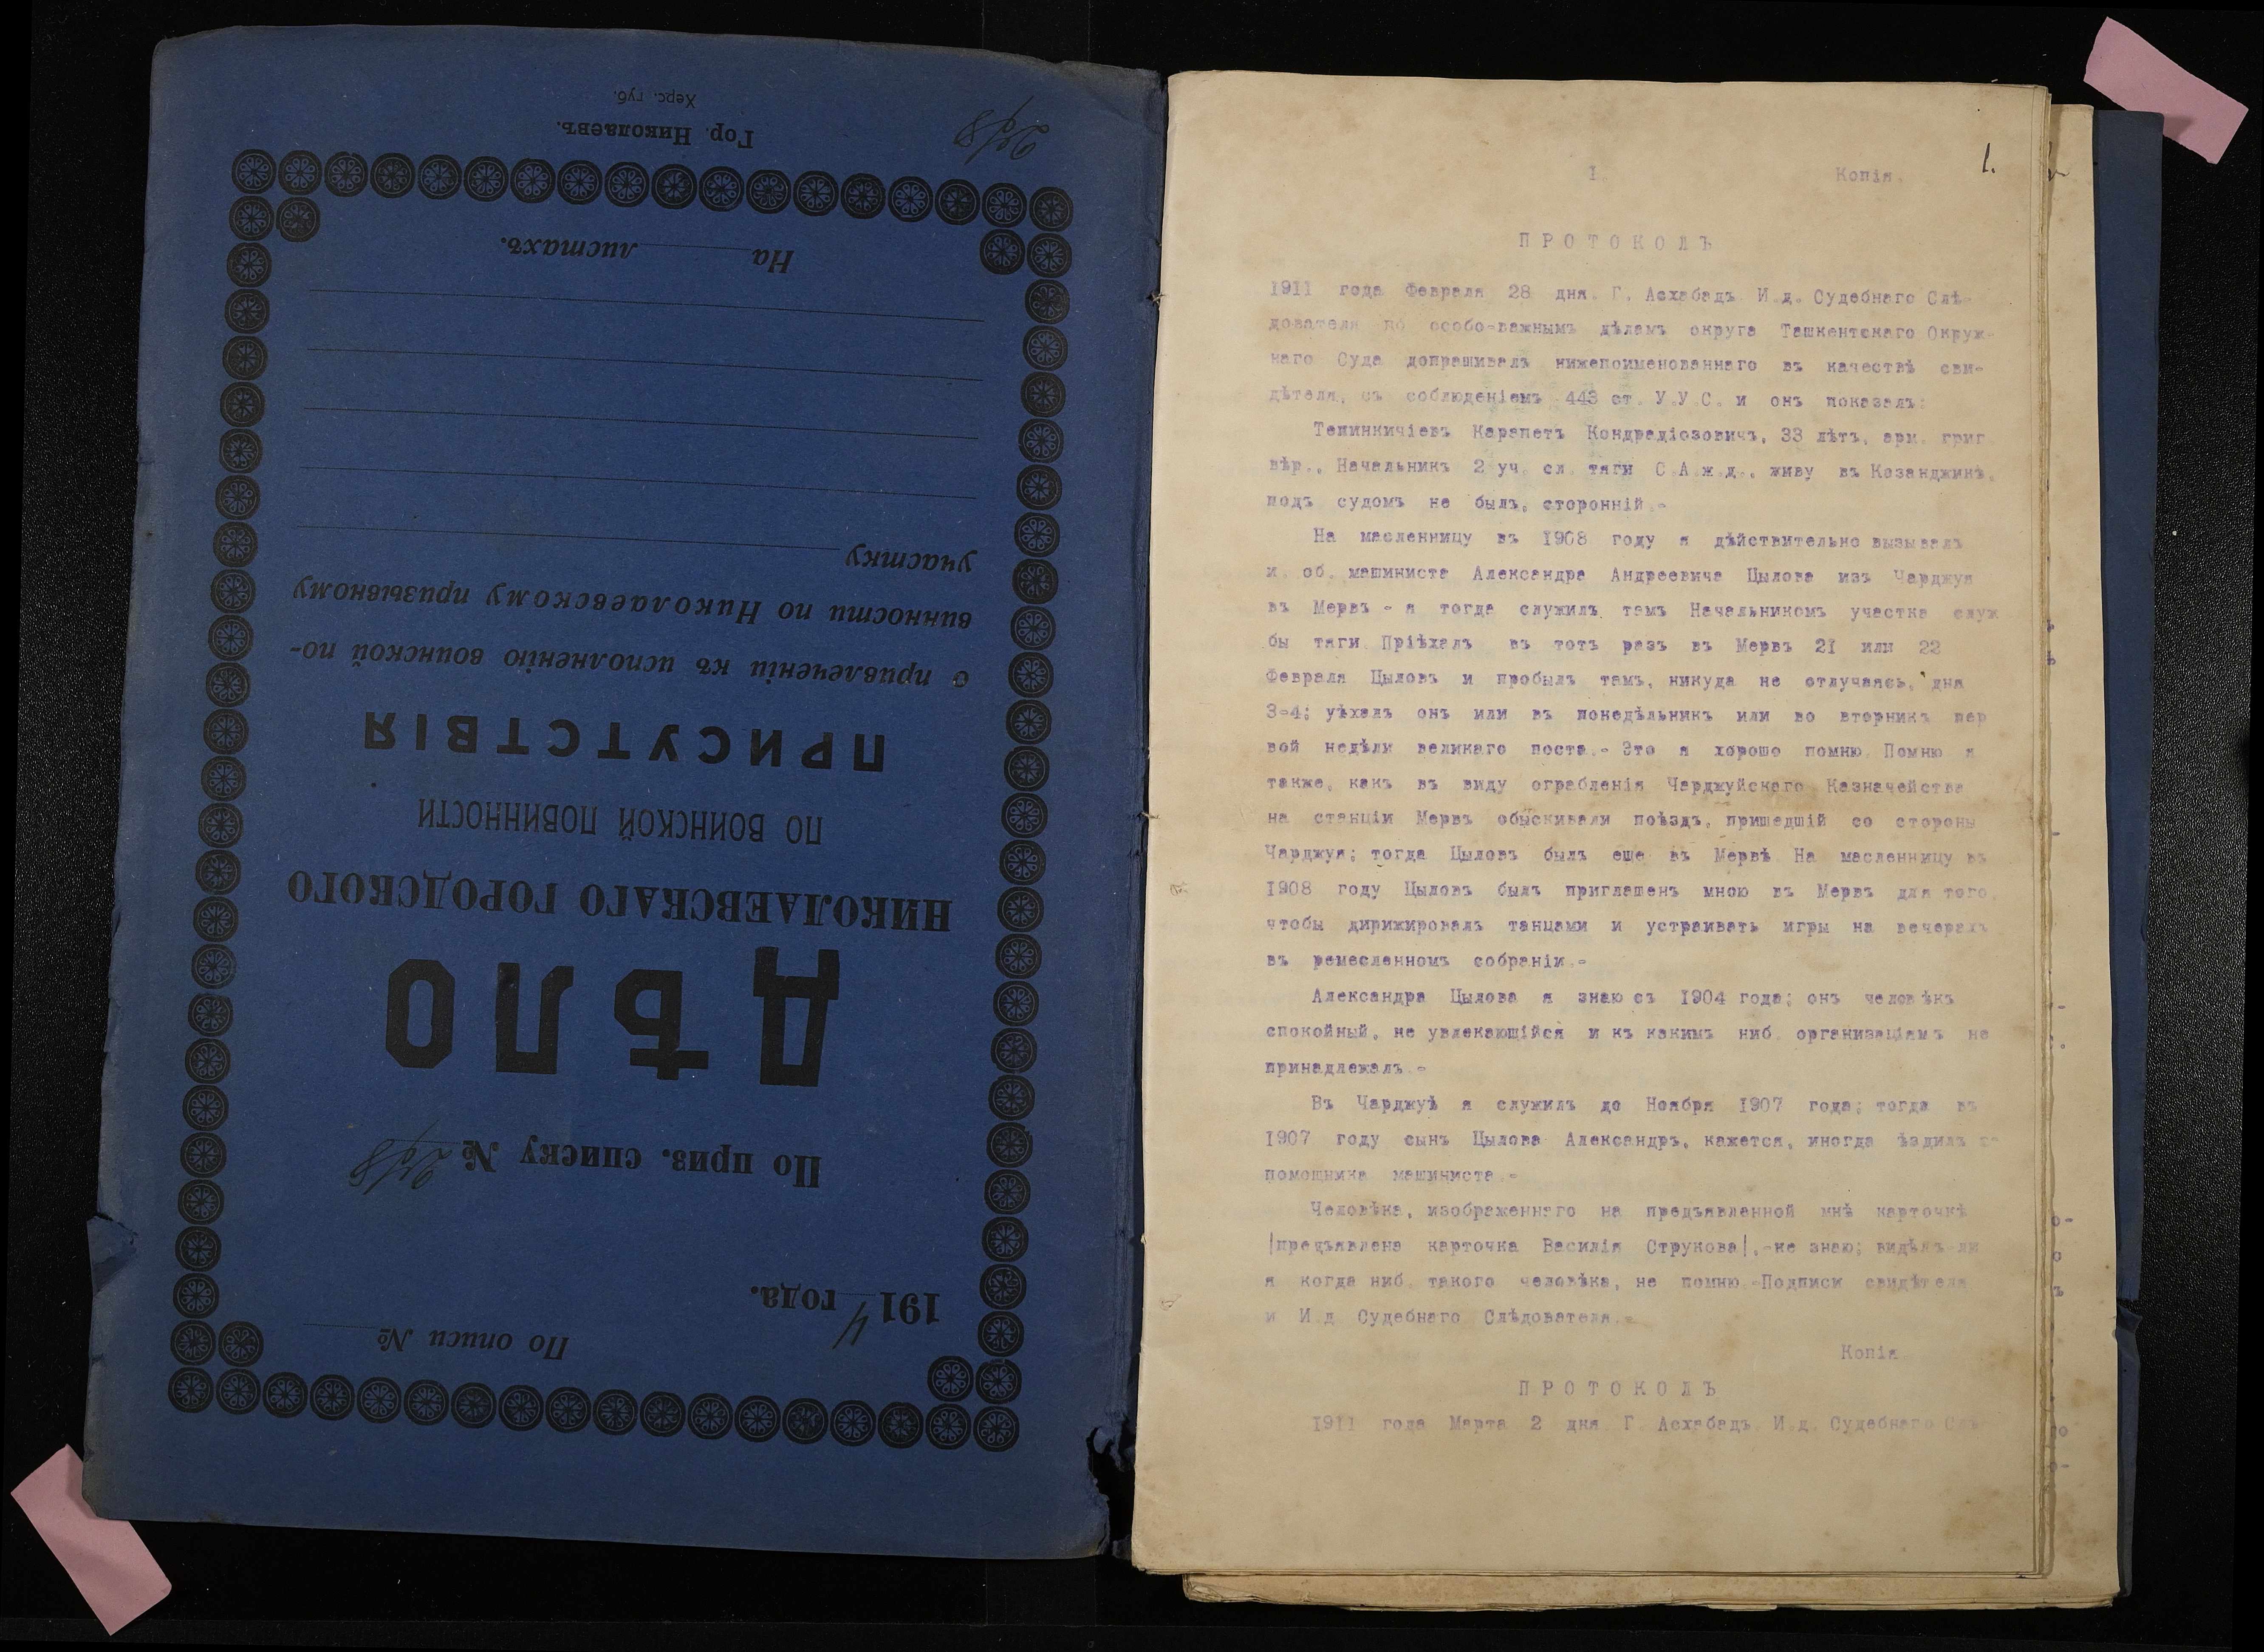 По описи №
191 4 года.
По приз. списку №
ДѢЛО
НИКОЛАЕВСКАГО ГОРОДСКОГО
ПО ВОИНСКОЙ ПОВИННОСТИ
ПРИСУТСТВІЯ
о привлеченіи къ исполненію воинской по-
винности по Николаевскому призывному
участку
На листахъ.
Гор. Николаевъ.
Херс. губ.
1.
I. Копія.
ПРОТОКОЛЪ
1911 года Февраля 28 дня. Г. Асхабадъ И.д. Судебнаго Слѣ-
дователя по особо-важнымъ дѣламъ округа Ташкентскаго Окруж-
наго Суда допрашивалъ нижепоименованнаго въ качествѣ сви-
дѣтеля, съ соблюденіемъ 443 ст. У.У.С. и онъ показалъ:
Карапетъ 33 лѣтъ, арм. григ.
вѣр., Начальникъ 2 уч. сл. тяги С.А.ж.д., живу въ Казанджикѣ,
подъ судомъ не былъ, сторонній.-
На масленницу въ 1908 году я дѣйствительно вызывалъ
и об. машиниста Александра Андреевича Цылова изъ Чарджуя
въ Мервъ - я тогда служилъ тамъ Начальникомъ участка служ
бы тяги. Пріѣхалъ въ тотъ разъ въ Мервъ 21 или 22
Февраля Цыловъ и пробылъ тамъ, никуда не отлучаясь, дня
3-4; уѣхалъ онъ или въ понедѣльникъ или во вторникъ пер
вой недѣли великаго поста.- Это я хорошо помню. Помню я
также, какъ въ виду ограбленія Чарджуйскаго Казначейства
на станціи Мервъ обыскивали поѣздъ, пришедшій со стороны
Чарджуя; тогда Цыловъ былъ еще въ Мервѣ. На масленницу въ
1908 году Цыловъ былъ приглашенъ мною въ Мервъ для того,
чтобы дирижировалъ танцами и устраивать игры на вечерахъ
въ ремесленномъ собраніи.-
Александра Цылова я знаю съ 1904 года; онъ человѣкъ
спокойный, не увлекающійся и къ какимъ ниб. организаціямъ не
принадлежалъ.-
Въ Чарджуѣ я служилъ до Ноября 1907 года; тогда въ
1907 году сынъ Цылова Александръ, кажется, иногда ѣздилъ за
помощника машиниста.-
Человѣка, изображеннаго на предъявленной мнѣ карточкѣ
|предъявлена карточка Василія Струкова|,-не знаю; видѣлъ-ли
я когда ниб. такого человѣка, не помню.-Подписи свидѣтеля
и И.д. Судебнаго Слѣдователя.-
Копія.
ПРОТОКОЛЪ
1911 года Марта 2 дня Г. Асхабадъ И.д. Судебнаго Слѣ